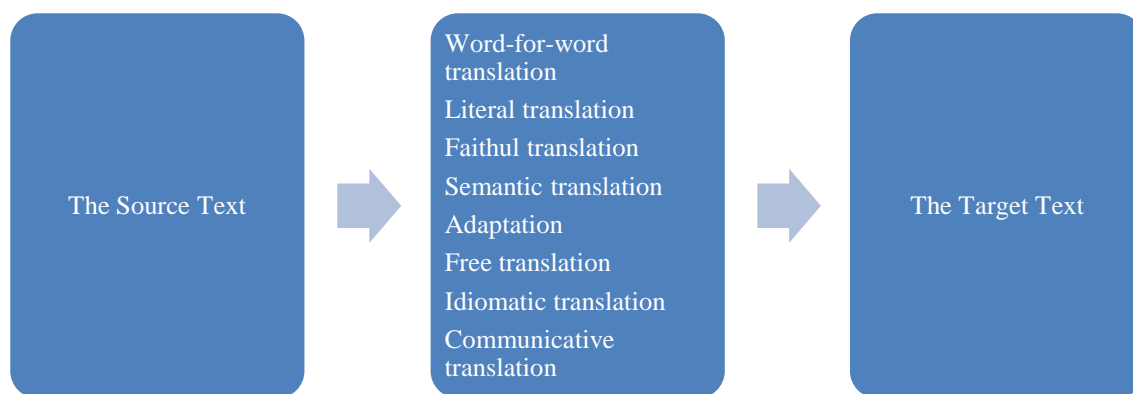 The Source Text
Word-for-word
translation
Literal translation
Faithul translation
Semantic translation
Adaptation
Free translation
Idiomatic translation
Communicative
translation
The Target Text